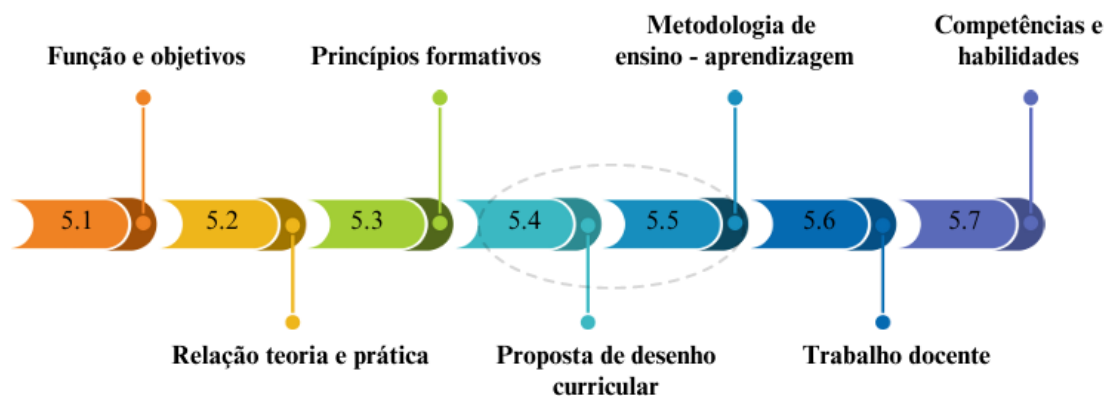 Função e objetivos
Princípios formativos
Metodologia de
ensino - aprendizagem
Competências e
habilidades
5.1
5.2
5.3
5.4
5.5
5.6
5.7
Relação teoria e prática
Proposta de desenho
curricular
Trabalho docente